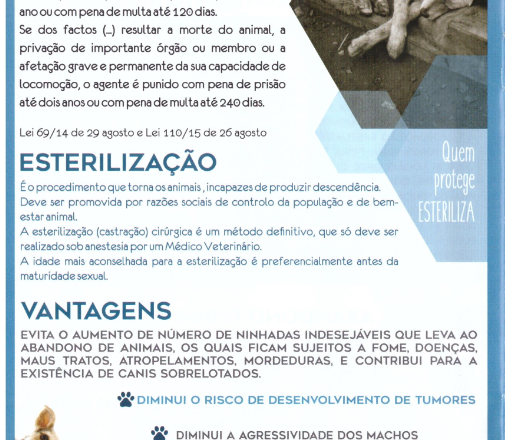 ano ou com pena de multa até 120 dias.
Se dos factos (...) resultar a morte do animal, a
privação de importante órgão ou membro ou a
afetação grave e permanente da sua capacidade de
locomoção, o agente é punido com pena de prisão
até dois anos ou com pena de multa até 240 dias.
Lei 69/14 de 29 agosto e Lei 110/15 de 26 agosto
ESTERILIZAÇÃO
É o procedimento que torna os animais, incapazes de produzir descendência.
Deve ser promovida por razões sociais de controlo da população e de bem-
estar animal.
A esterilização (castração) cirúrgica é um método definitivo, que só deve ser
realizado sob anestesia por um Médico Veterinário.
A idade mais aconselhada para a esterilização é preferencialmente antes da
maturidade sexual.
Quem
protege
ESTERILIZA
VANTAGENS
EVITA O AUMENTO DE NÚMERO DE NINHADAS INDESEJÁVEIS QUE LEVA AO
ABANDONO DE ANIMAIS, OS QUAIS FICAM SUJEITOS A FOME, DOENÇAS,
MAUS TRATOS, ATROPELAMENTOS, MORDEDURAS, E CONTRIBUI PARA A
EXISTÊNCIA DE CANIS SOBRELOTADOS.
DIMINUI O RISCO DE DESENVOLVIMENTO DE TUMORES
DIMINUI A AGRESSIVIDADE DOS MACHOS